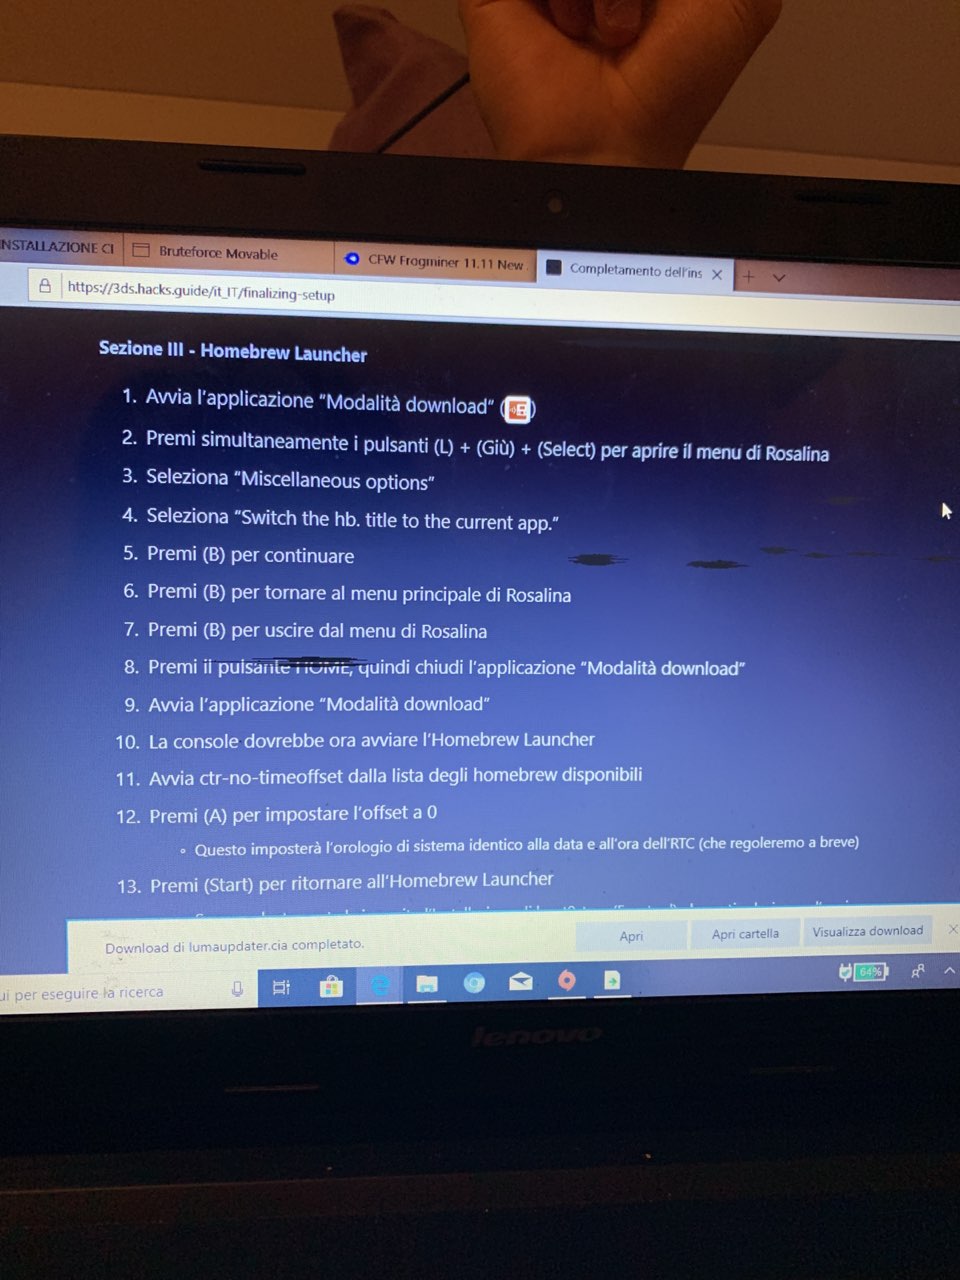 NSTALLAZIONE CI
Bruteforce Movable
CFW Frogminer 11.11 New
Completamento dell'ins
https://3ds.hacks.guide/it_IT/finalizing-setup
Sezione III - Homebrew Launcher
1. Avvia l'applicazione "Modalità download" ()
2. Premi simultaneamente i pulsanti (L) + (Giù) + (Select) per aprire il menu di Rosalina
3. Seleziona "Miscellaneous options"
4. Seleziona "Switch the hb. title to the current app."
5. Premi (B) per continuare
6. Premi (B) per tornare al menu principale di Rosalina
7. Premi (B) per uscire dal menu di Rosalina
8. Premi il pulsante HOME, quindi chiudi l'applicazione "Modalità download"
9. Avvia l'applicazione "Modalità download"
10. La console dovrebbe ora avviare l'Homebrew Launcher
11. Avvia ctr-no-timeoffset dalla lista degli homebrew disponibili
12. Premi (A) per impostare l'offset a 0
Questo imposterà l'orologio di sistema identico alla data e all'ora dell'RTC (che regoleremo a breve)
13. Premi (Start) per ritornare all'Homebrew Launcher
Download di lumaupdater.cia completato.
Apri
Apri cartella
Visualizza download
ui per eseguire la ricerca
64%
lenovo